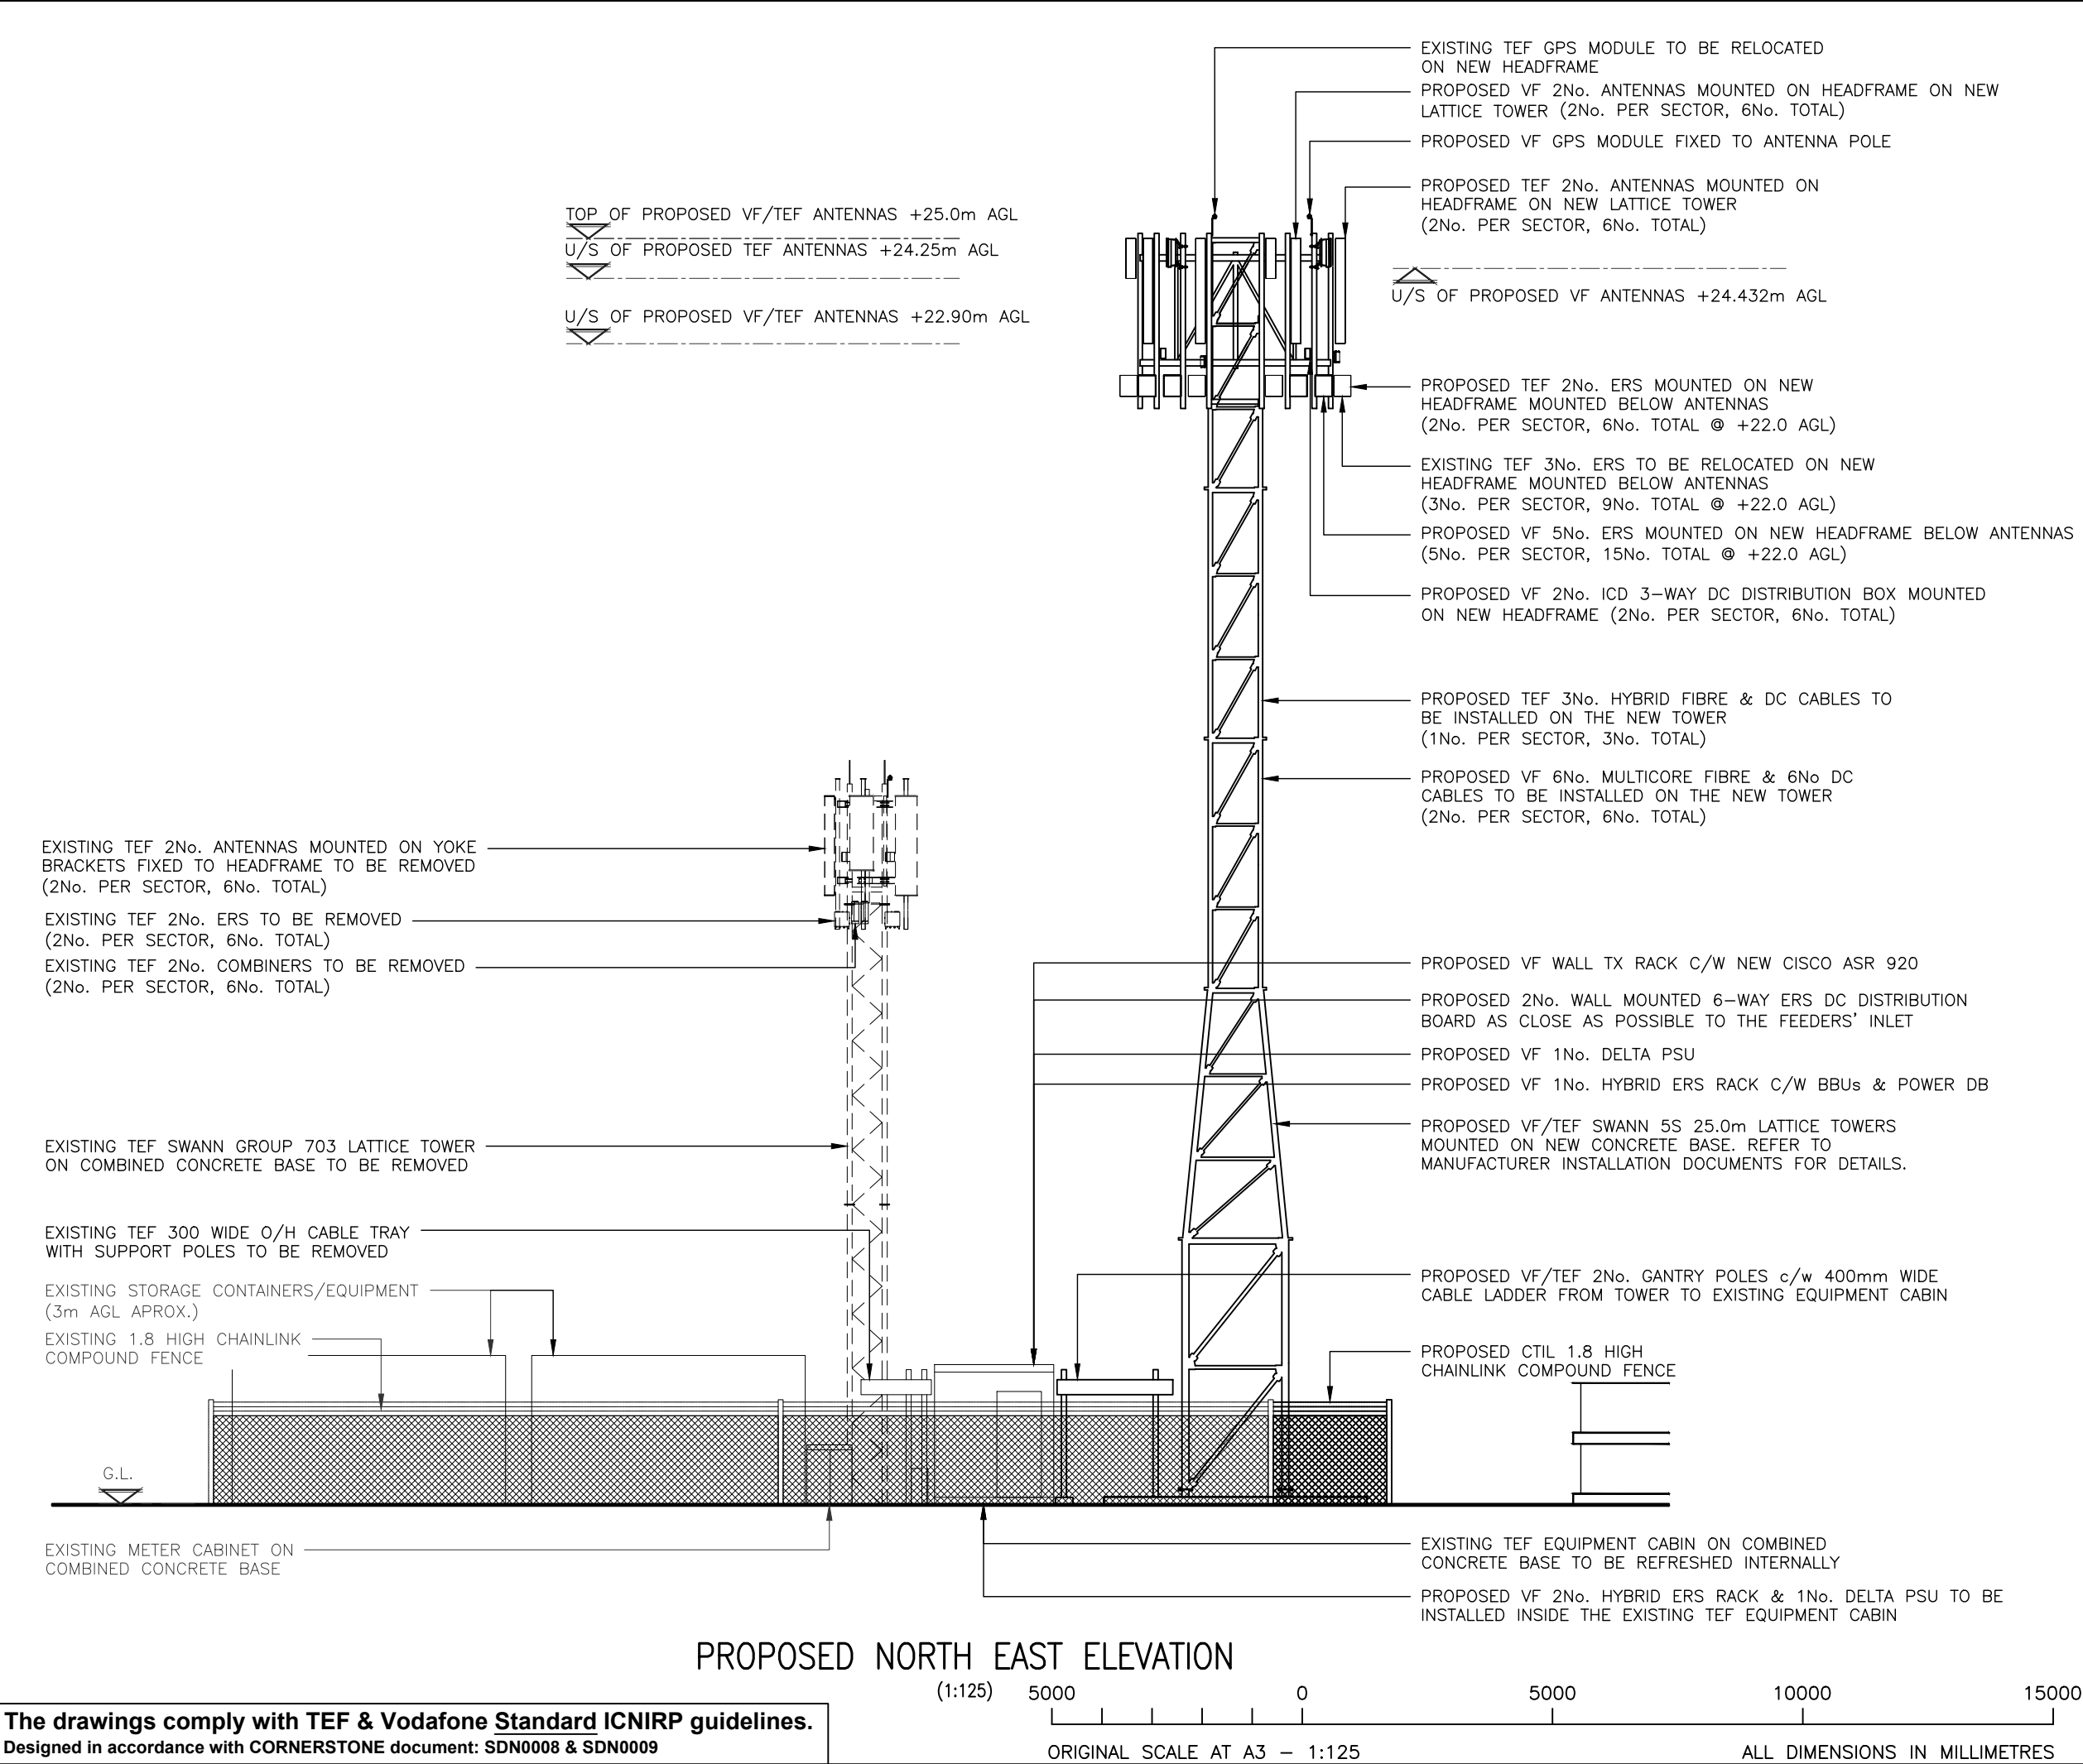 EXISTING TEF GPS MODULE TO BE RELOCATED
ON NEW HEADFRAME
PROPOSED VF 2No. ANTENNAS MOUNTED ON HEADFRAME ON NEW
LATTICE TOWER (2No. PER SECTOR, 6No. TOTAL)
PROPOSED VF GPS MODULE FIXED TO ANTENNA POLE
PROPOSED TEF 2No. ANTENNAS MOUNTED ON
HEADFRAME ON NEW LATTICE TOWER
(2No. PER SECTOR, 6No. TOTAL)
TOP OF PROPOSED VF/TEF ANTENNAS +25.0m AGL
U/S OF PROPOSED TEF ANTENNAS +24.25m AGL
U/S OF PROPOSED VF/TEF ANTENNAS +22.90m AGL
U/S OF PROPOSED VF ANTENNAS +24.432m AGL
PROPOSED TEF 2No. ERS MOUNTED ON NEW
HEADFRAME MOUNTED BELOW ANTENNAS
(2No. PER SECTOR, 6No. TOTAL @ +22.0 AGL)
EXISTING TEF 3No. ERS TO BE RELOCATED ON NEW
HEADFRAME MOUNTED BELOW ANTENNAS
(3No. PER SECTOR, 9No. TOTAL @ +22.0 AGL)
PROPOSED VF 5No. ERS MOUNTED ON NEW HEADFRAME BELOW ANTENNAS
(5No. PER SECTOR, 15No. TOTAL @ +22.0 AGL)
PROPOSED VF 2No. ICD 3-WAY DC DISTRIBUTION BOX MOUNTED
ON NEW HEADFRAME (2No. PER SECTOR, 6No. TOTAL)
PROPOSED TEF 3No. HYBRID FIBRE & DC CABLES TO
BE INSTALLED ON THE NEW TOWER
(1No. PER SECTOR, 3No. TOTAL)
PROPOSED VF 6No. MULTICORE FIBRE & 6No DC
CABLES TO BE INSTALLED ON THE NEW TOWER
(2No. PER SECTOR, 6No. TOTAL)
EXISTING TEF 2No. ANTENNAS MOUNTED ON YOKE
BRACKETS FIXED TO HEADFRAME TO BE REMOVED
(2No. PER SECTOR, 6No. TOTAL)
EXISTING TEF 2No. ERS TO BE REMOVED
(2No. PER SECTOR, 6No. TOTAL)
EXISTING TEF 2No. COMBINERS TO BE REMOVED
(2No. PER SECTOR, 6No. TOTAL)
PROPOSED VF WALL TX RACK C/W NEW CISCO ASR 920
PROPOSED 2No. WALL MOUNTED 6-WAY ERS DC DISTRIBUTION
BOARD AS CLOSE AS POSSIBLE TO THE FEEDERS' INLET
PROPOSED VF 1No. DELTA PSU
PROPOSED VF 1No. HYBRID ERS RACK C/W BBUs & POWER DB
PROPOSED VF/TEF SWANN 5S 25.0m LATTICE TOWERS
MOUNTED ON NEW CONCRETE BASE. REFER TO
MANUFACTURER INSTALLATION DOCUMENTS FOR DETAILS.
EXISTING TEF SWANN GROUP 703 LATTICE TOWER
ON COMBINED CONCRETE BASE TO BE REMOVED
EXISTING TEF 300 WIDE O/H CABLE TRAY
WITH SUPPORT POLES TO BE REMOVED
EXISTING STORAGE CONTAINERS/EQUIPMENT
(3m AGL APROX.)
EXISTING 1.8 HIGH CHAINLINK
COMPOUND FENCE
PROPOSED VF/TEF 2No. GANTRY POLES c/w 400mm WIDE
CABLE LADDER FROM TOWER TO EXISTING EQUIPMENT CABIN
PROPOSED CTIL 1.8 HIGH
CHAINLINK COMPOUND FENCE
G.L.
EXISTING METER CABINET ON
COMBINED CONCRETE BASE
EXISTING TEF EQUIPMENT CABIN ON COMBINED
CONCRETE BASE TO BE REFRESHED INTERNALLY
PROPOSED VF 2No. HYBRID ERS RACK & 1No. DELTA PSU TO BE
INSTALLED INSIDE THE EXISTING TEF EQUIPMENT CABIN
PROPOSED NORTH EAST ELEVATION
(1:125)
5000 0 5000 10000 15000
ORIGINAL SCALE AT A3 - 1:125
ALL DIMENSIONS IN MILLIMETRES
The drawings comply with TEF & Vodafone Standard ICNIRP guidelines.
Designed in accordance with CORNERSTONE document: SDN0008 & SDN0009